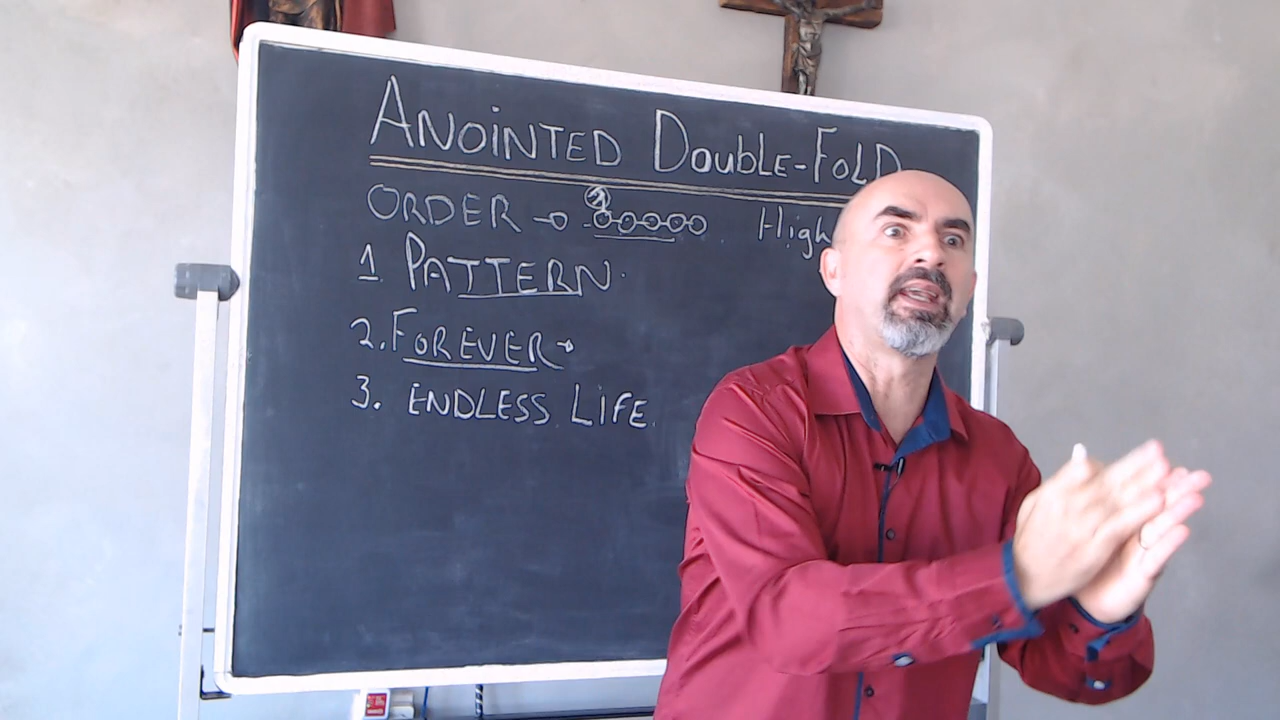 ANOINTED DOUBLE-FOLD
ORDER High
1 PATTERN.
2. FOREVER
3. ENDLESS LIFE.